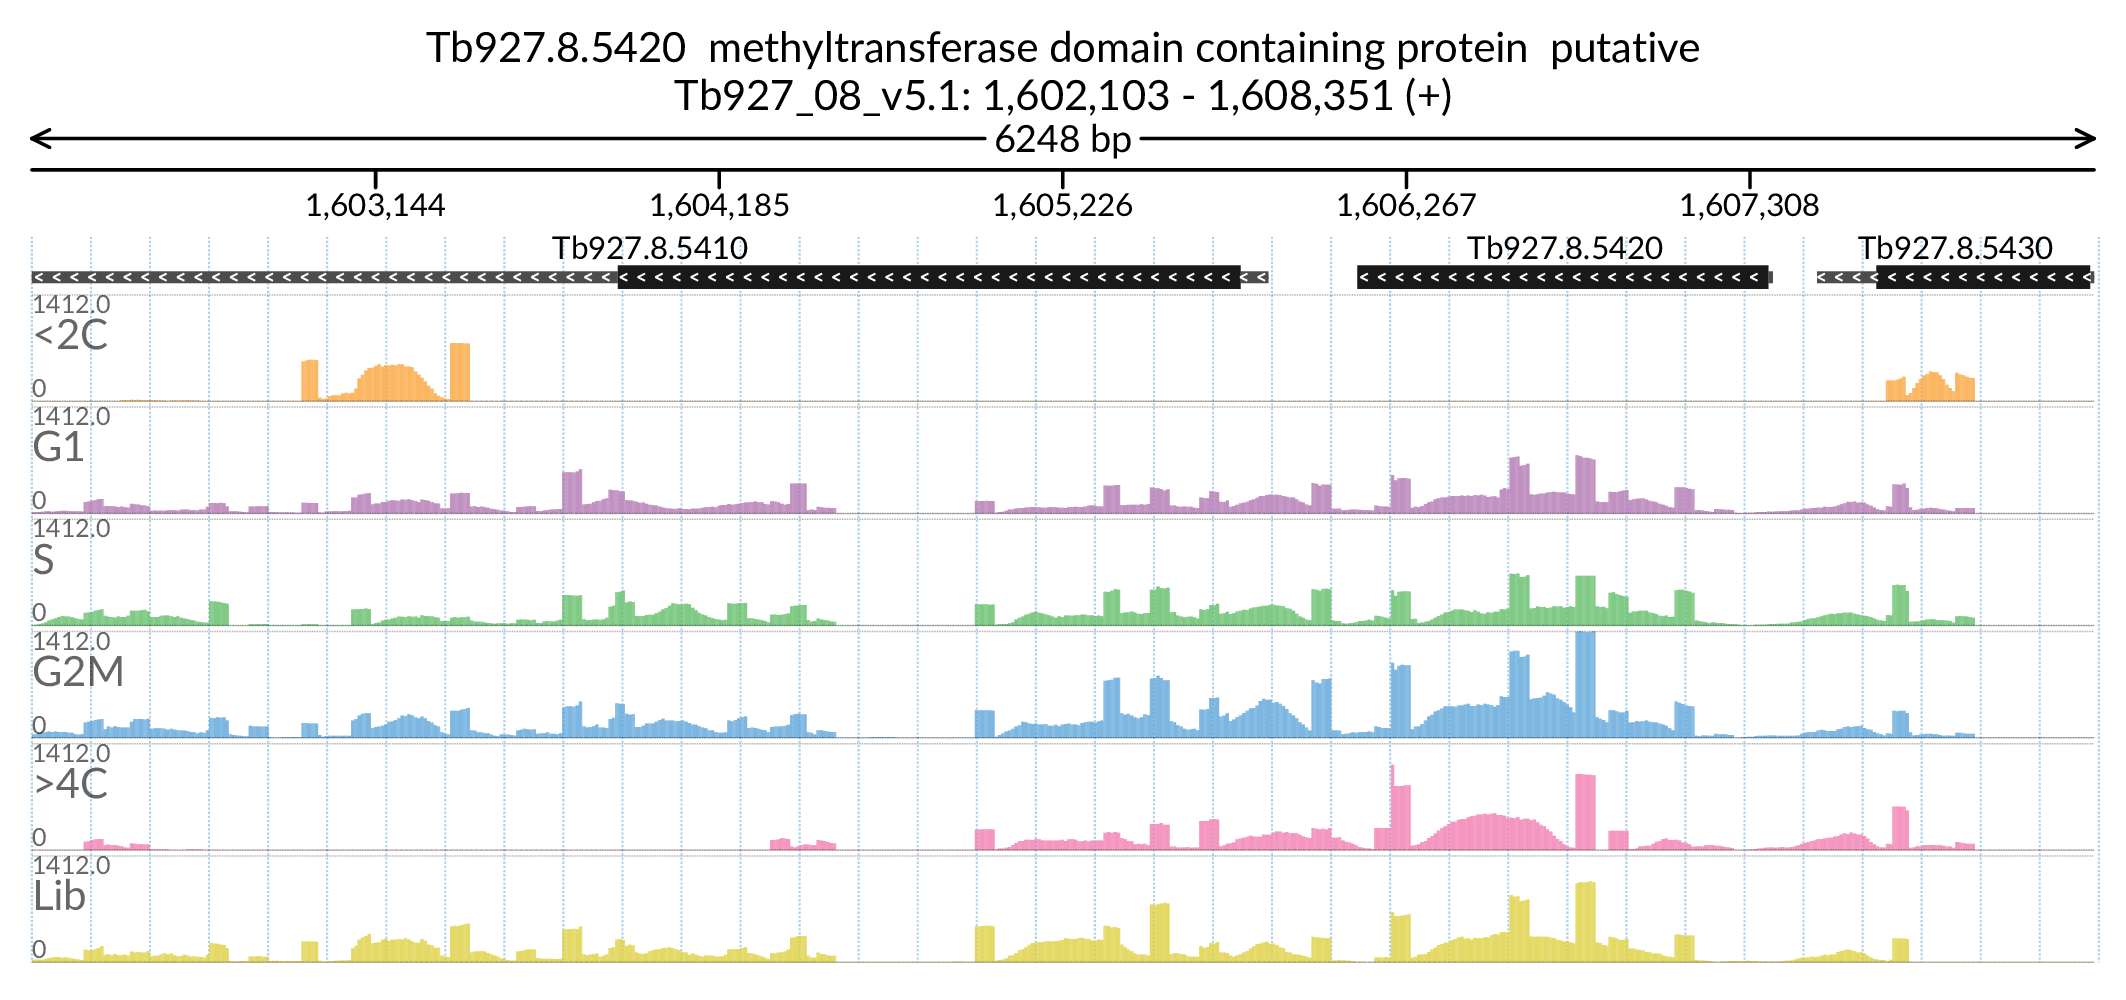 Tb927.8.5420 methyltransferase domain containing protein putative
Tb927_08_v5.1: 1,602,103 - 1,608,351 (+)
6248 bp
1,603,144 1,604,185 1,605,226 1,606,267 1,607,308
Tb927.8.5410 Tb927.8.5420 Tb927.8.5430
1412.0
<2C
0
1412.0
G1
0
1412.0
S
0
1412.0
G2M
0
1412.0
>4C
0
1412.0
Lib
0